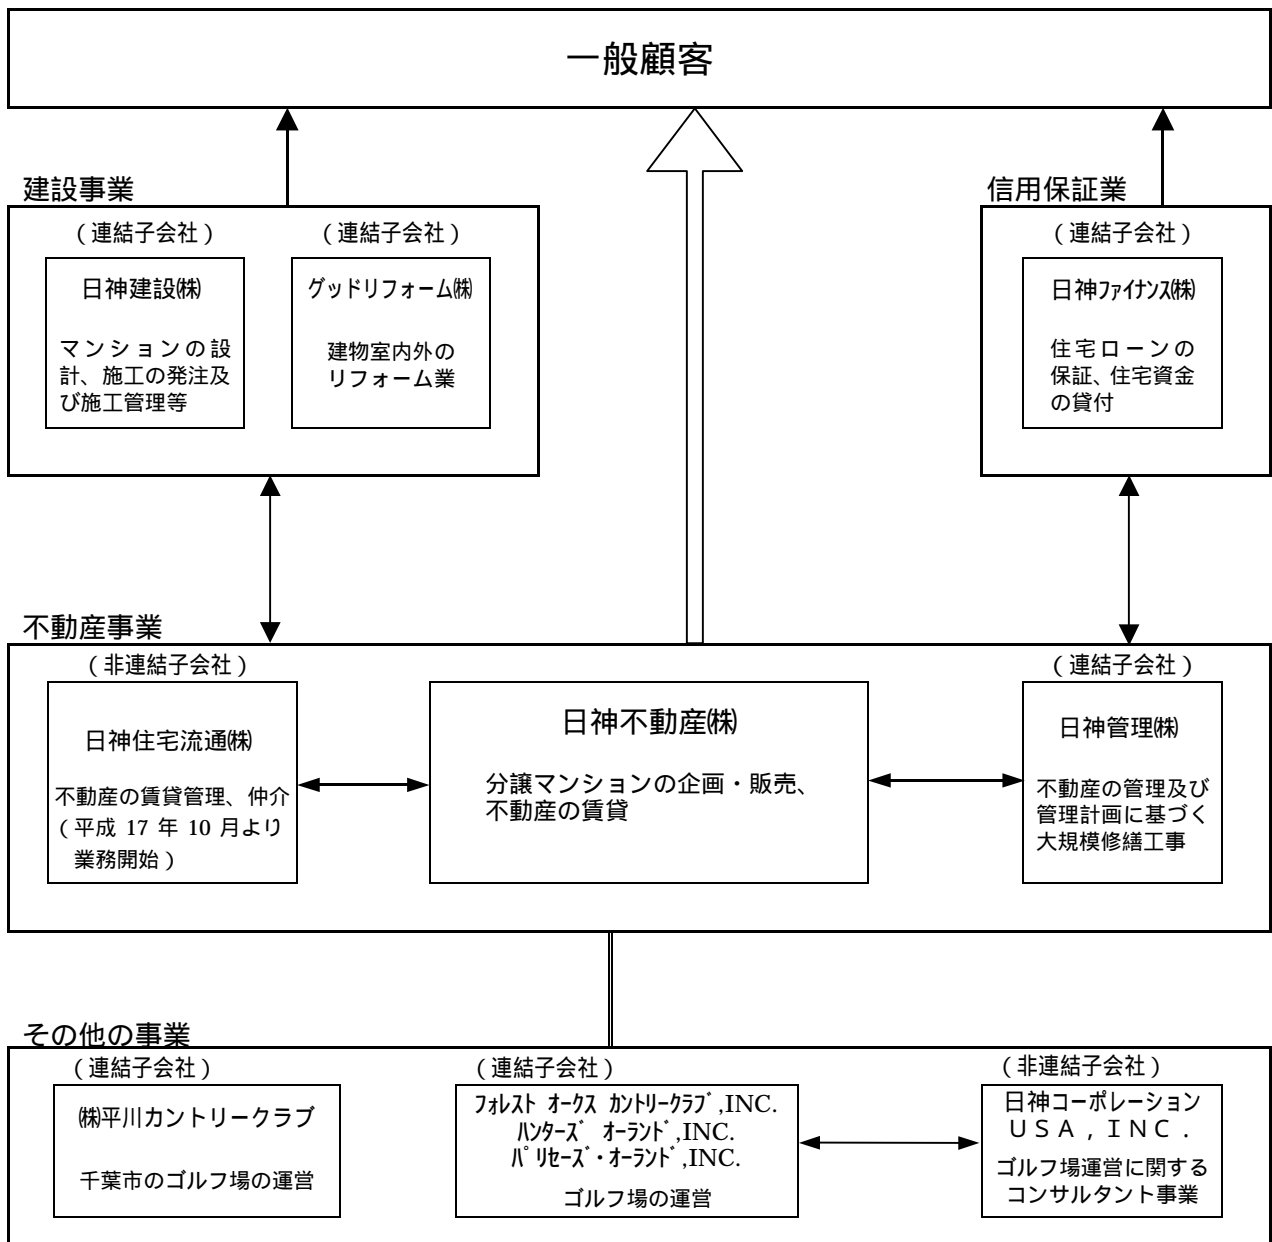 一般顧客
建設事業
(連結子会社)
日神建設㈱
マンションの設
計、施工の発注及
び施工管理等
(連結子会社)
グッドリフォーム㈱
建物室内外の
リフォーム業
信用保証業
(連結子会社)
日神ﾌｧｲﾅﾝｽ㈱
住宅ローンの
保証、住宅資金
の貸付
不動産事業
(非連結子会社)
日神住宅流通㈱
不動産の賃貸管理、仲介
(平成 17 年 10 月より
業務開始)
日神不動産㈱
分譲マンションの企画・販売、
不動産の賃貸
(連結子会社)
日神管理㈱
不動産の管理及び
管理計画に基づく
大規模修繕工事
その他の事業
(連結子会社)
㈱平川カントリークラブ
千葉市のゴルフ場の運営
(連結子会社)
ﾌｫﾚｽﾄ ｵｰｸｽ ｶﾝﾄﾘｰｸﾗﾌﾞ,INC.
ﾊﾝﾀｰｽﾞ ｵｰﾗﾝﾄﾞ,INC.
ﾊﾟﾘｾｰｽﾞ・ｵｰﾗﾝﾄﾞ,INC.
ゴルフ場の運営
(非連結子会社)
日神コーポレーション
ＵＳＡ,ＩＮＣ.
ゴルフ場運営に関する
コンサルタント事業